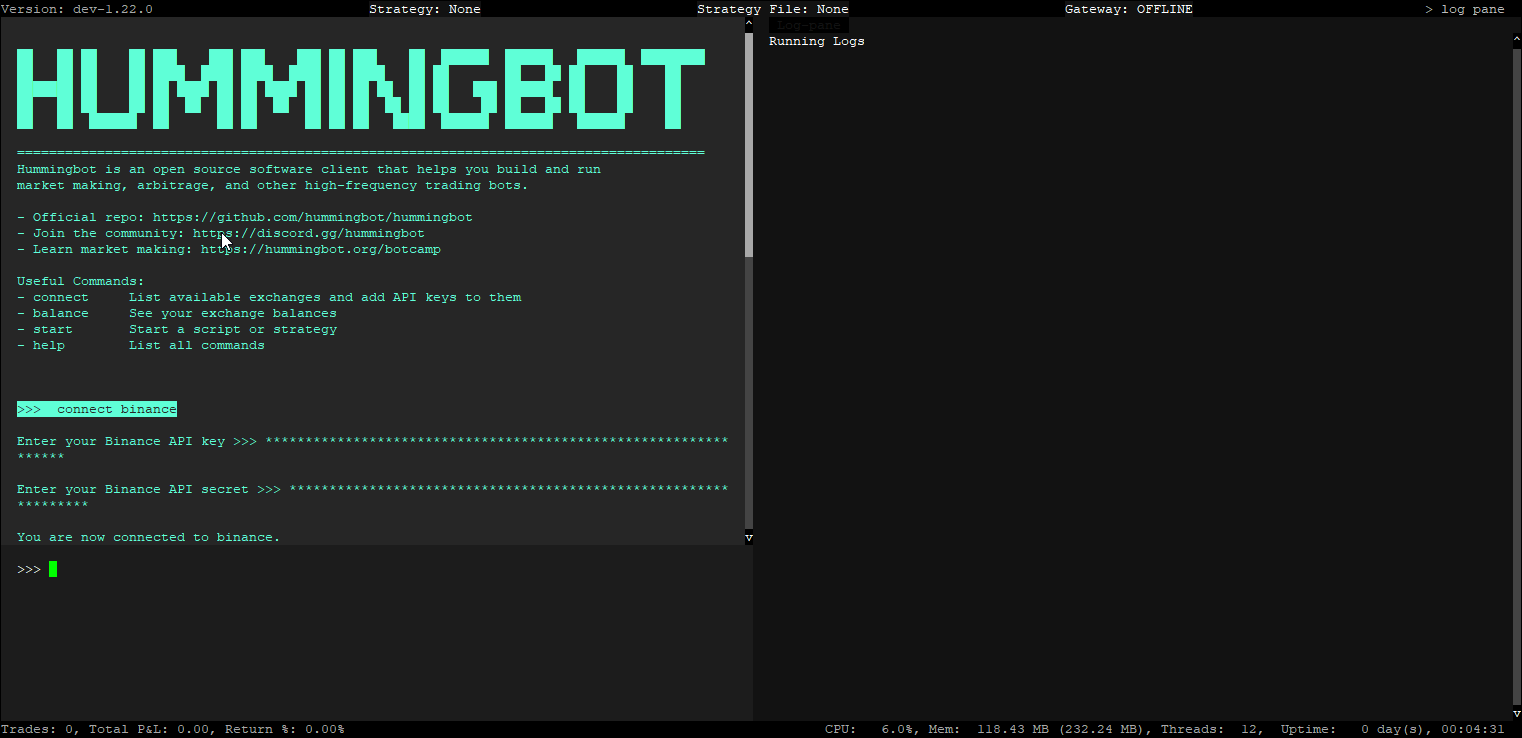 Version: dev-1.22.0 Strategy: None Strategy File: None Gateway: OFFLINE > log pane
Log-pane
Running Logs
HUMMINGBOT
======================================================================================
Hummingbot is an open source software client that helps you build and run
market making, arbitrage, and other high-frequency trading bots.
- Official repo: https://github.com/hummingbot/hummingbot
- Join the community: https://discord.gg/hummingbot
- Learn market making: https://hummingbot.org/botcamp
Useful Commands:
- connect List available exchanges and add API keys to them
- balance See your exchange balances
- start Start a script or strategy
- help List all commands
>>> connect binance
Enter your Binance API key >>> **********************************************************
******
Enter your Binance API secret >>> *******************************************************
*********
You are now connected to binance.
>>>
Trades: 0, Total P&L: 0.00, Return %: 0.00% CPU: 6.0%, Mem: 118.43 MB (232.24 MB), Threads: 12, Uptime: 0 day(s), 00:04:31